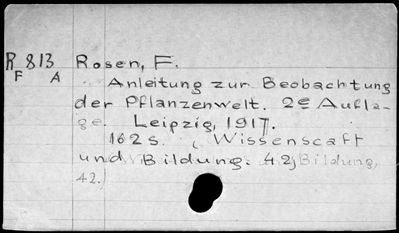 R 813 Rosen, F.
F A Anleitung zur Beobachtung
der Pflanzenwelt. 2e Aufla-
ge. Leipzig, 1917.
162 s. (Wissenscaft
und Bildung. 42) Bildung,
42.)